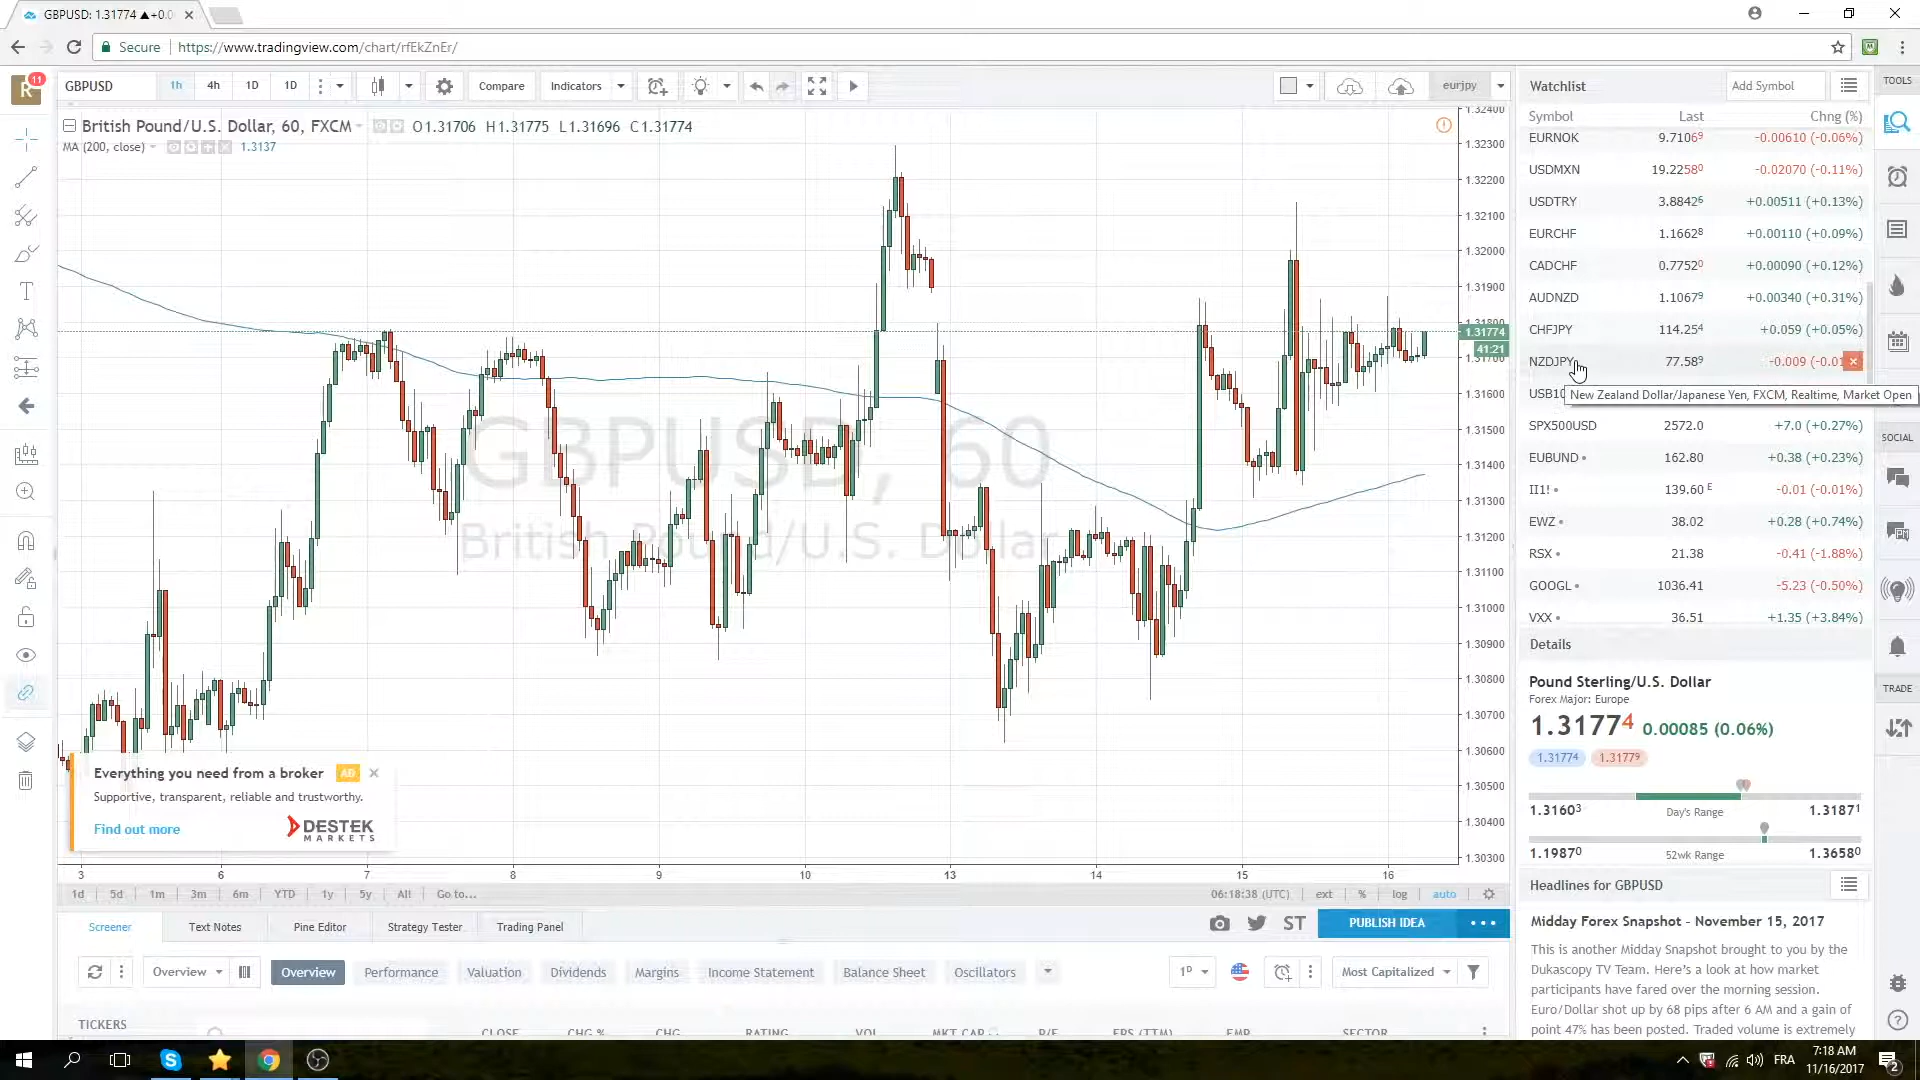 GBPUSD: 1.31774 ▲+0.0
Secure https://www.tradingview.com/chart/rfEkZnEr/
R 11
GBPUSD 1h 4h 1D 1D Compare Indicators eurjpy
British Pound/U.S. Dollar, 60, FXCM O1.31706 H1.31775 L1.31696 C1.31774
MA (200, close) 1.3137
GBPUSD, 60
British Pound/U.S. Dollar
1.32400
1.32300
1.32200
1.32100
1.32000
1.31900
1.31800
1.31774
41:21
1.31700
1.31600
1.31500
1.31400
1.31300
1.31200
1.31100
1.31000
1.30900
1.30800
1.30700
1.30600
1.30500
1.30400
1.30300
Everything you need from a broker AD
Supportive, transparent, reliable and trustworthy.
Find out more DESTEK
MARKETS
3 6 7 8 9 10 13 14 15 16
1d 5d 1m 3m 6m YTD 1y 5y All Go to... 06:18:38 (UTC) ext % log auto
Screener Text Notes Pine Editor Strategy Tester Trading Panel ST PUBLISH IDEA
Overview Overview Performance Valuation Dividends Margins Income Statement Balance Sheet Oscillators 1D Most Capitalized
TICKERS CLOSE CHG % CHG RATING VOL MKT CAP P/E EPS (TTM) EMP SECTOR
Watchlist Add Symbol
Symbol Last Chng (%)
EURNOK 9.71069 -0.00610 (-0.06%)
USDMXN 19.22580 -0.02070 (-0.11%)
USDTRY 3.88426 +0.00511 (+0.13%)
EURCHF 1.16628 +0.00110 (+0.09%)
CADCHF 0.77520 +0.00090 (+0.12%)
AUDNZD 1.10679 +0.00340 (+0.31%)
CHFJPY 114.254 +0.059 (+0.05%)
NZDJPY 77.589 -0.009 (-0.01
USB10
New Zealand Dollar/Japanese Yen, FXCM, Realtime, Market Open
SPX500USD 2572.0 +7.0 (+0.27%)
EUBUND 162.80 +0.38 (+0.23%)
II1! 139.60 E -0.01 (-0.01%)
EWZ 38.02 +0.28 (+0.74%)
RSX 21.38 -0.41 (-1.88%)
GOOGL 1036.41 -5.23 (-0.50%)
VXX 36.51 +1.35 (+3.84%)
Details
Pound Sterling/U.S. Dollar
Forex Major: Europe
1.31774 0.00085 (0.06%)
1.31774 1.31779
1.31603 Day's Range 1.31871
1.19870 52wk Range 1.36580
Headlines for GBPUSD
Midday Forex Snapshot - November 15, 2017
This is another Midday Snapshot brought to you by the
Dukascopy TV Team. Here's a look at how market
participants have fared over the morning session.
Euro/Dollar shot up by 68 pips after 6 AM and a gain of
point 47% has been posted. Traded volume is extremely
TOOLS
SOCIAL
TRADE
FRA
7:18 AM
11/16/2017
2